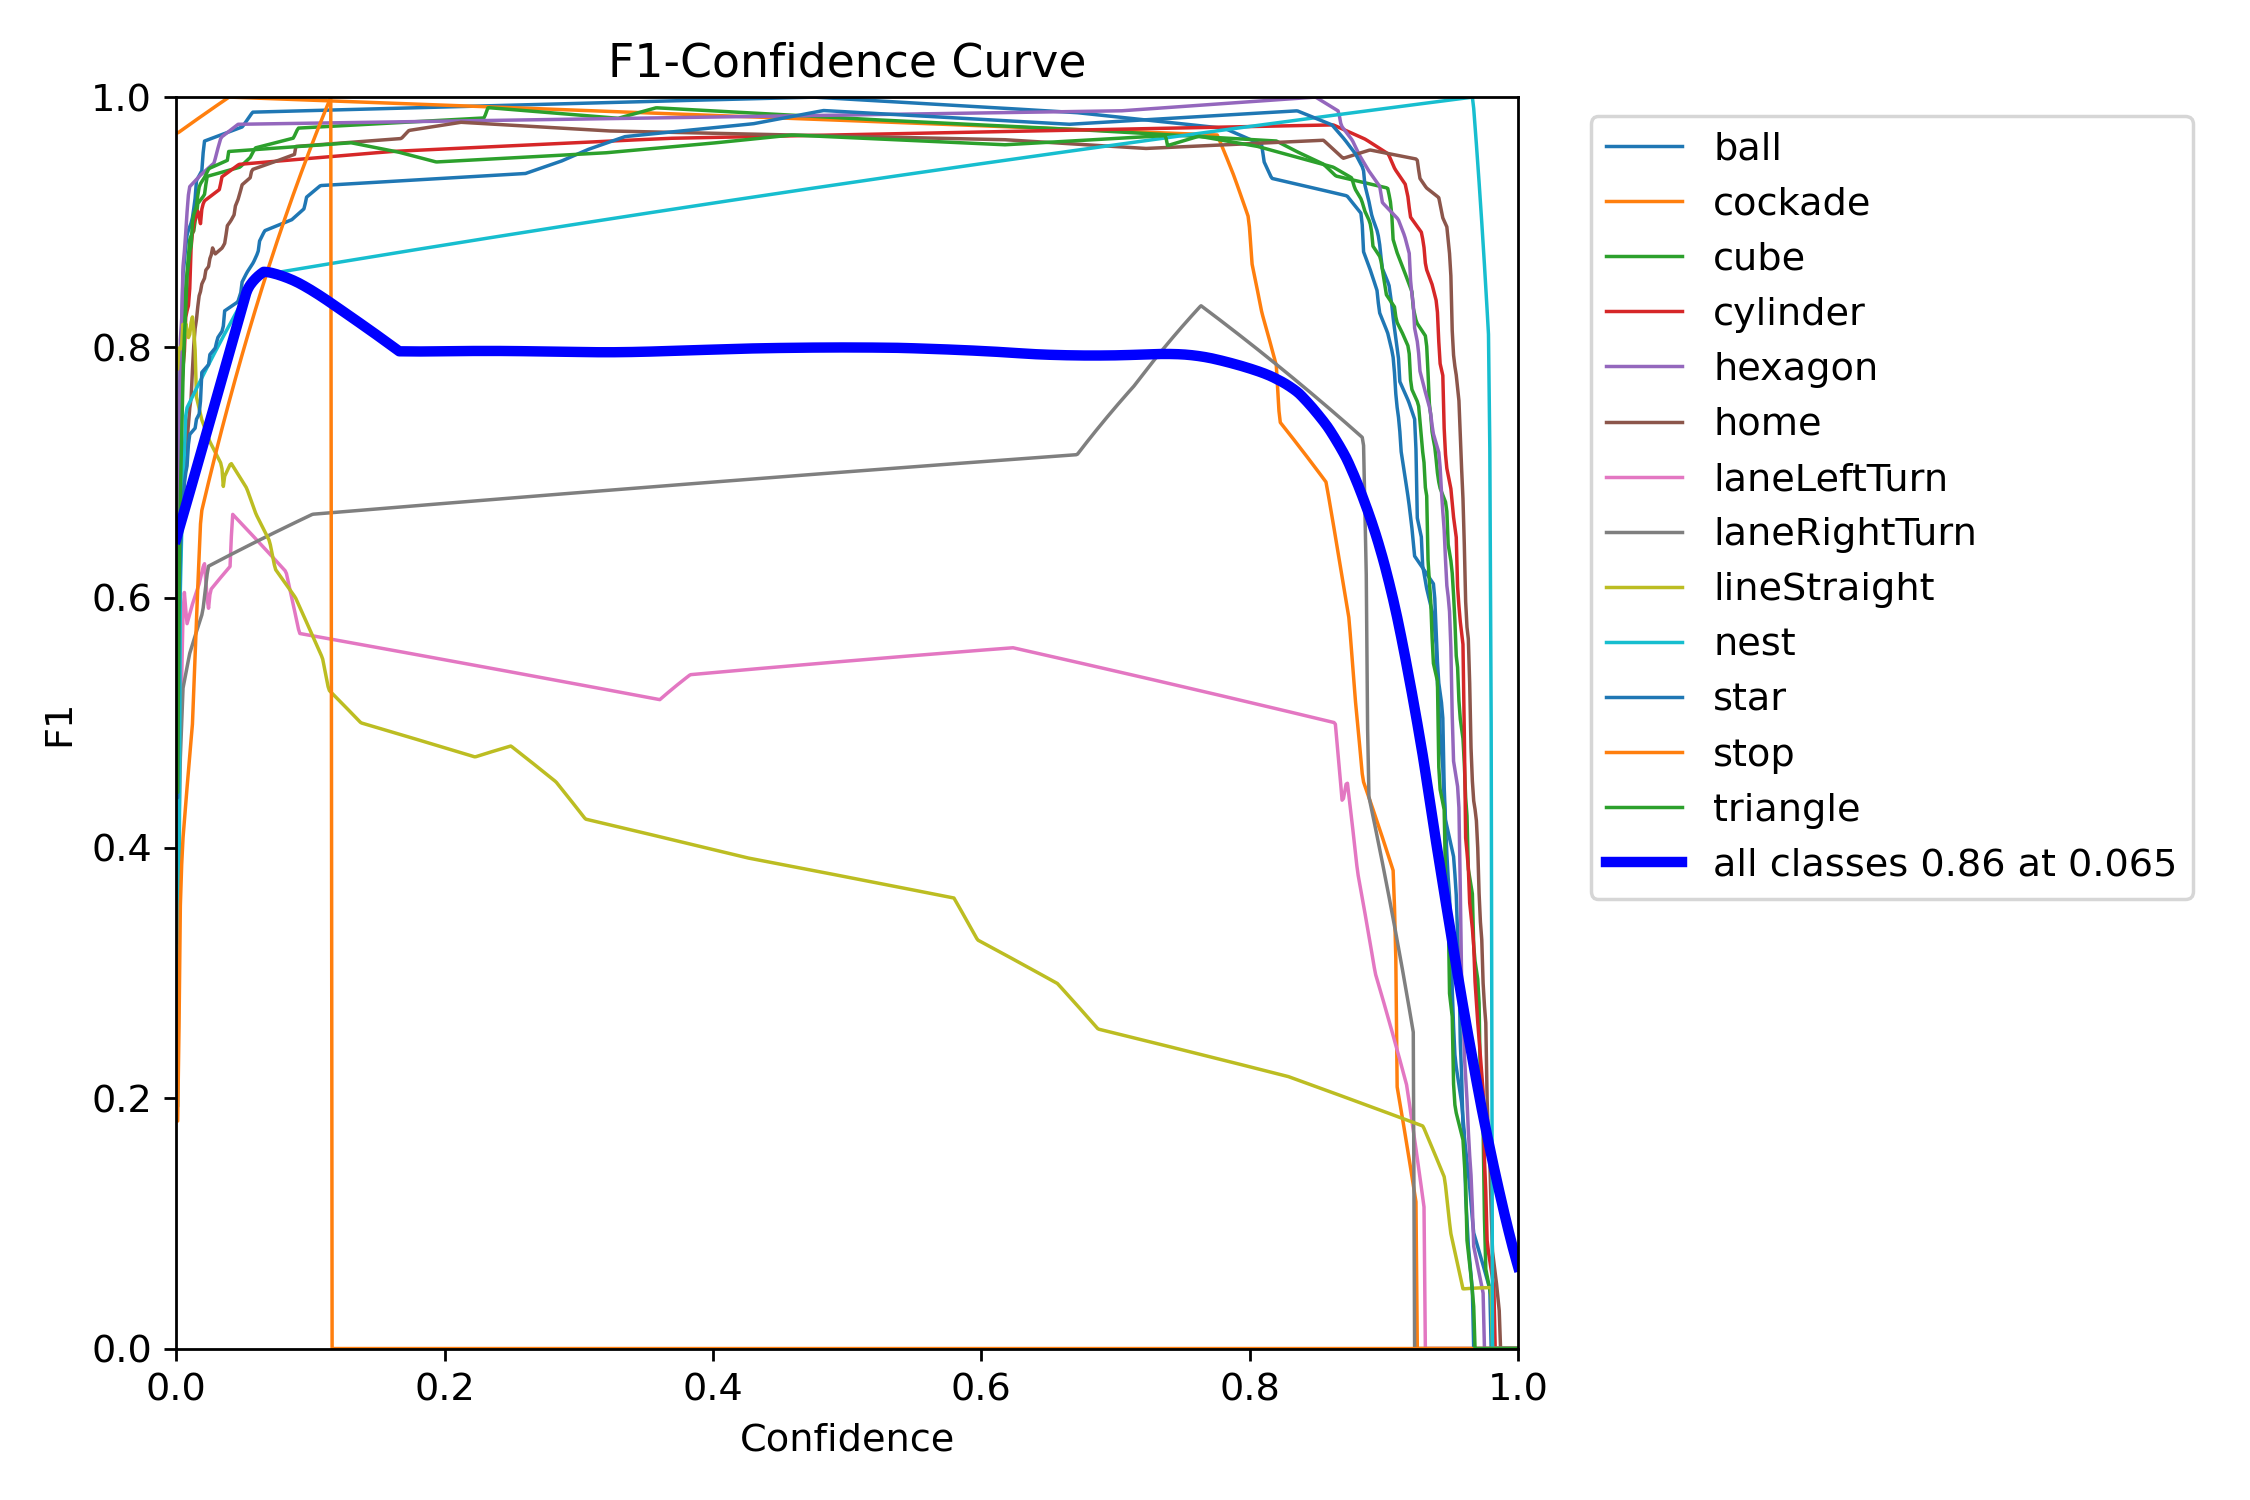 F1-Confidence Curve
1.0
0.8
0.6
0.4
0.2
0.0
F1
0.0 0.2 0.4 0.6 0.8 1.0
Confidence
ball
cockade
cube
cylinder
hexagon
home
laneLeftTurn
laneRightTurn
lineStraight
nest
star
stop
triangle
all classes 0.86 at 0.065